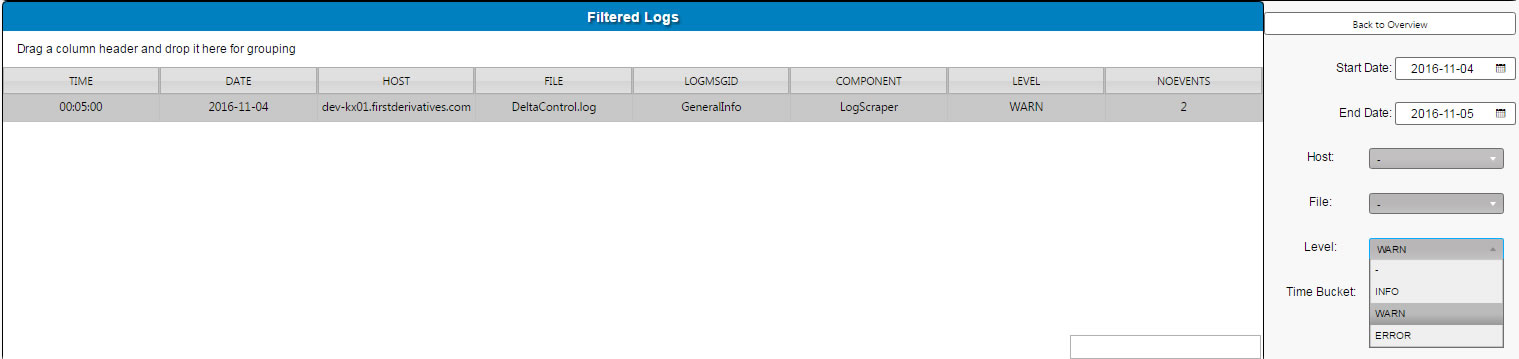 Filtered Logs
Back to Overview
Drag a column header and drop it here for grouping
TIME DATE HOST FILE LOGMSGID COMPONENT LEVEL NOEVENTS
00:05:00 2016-11-04 dev-kx01.firstderivatives.com DeltaControl.log GeneralInfo LogScraper WARN 2
Start Date: 2016-11-04
End Date: 2016-11-05
Host: -
File: -
Level: WARN
-
Time Bucket: INFO
WARN
ERROR